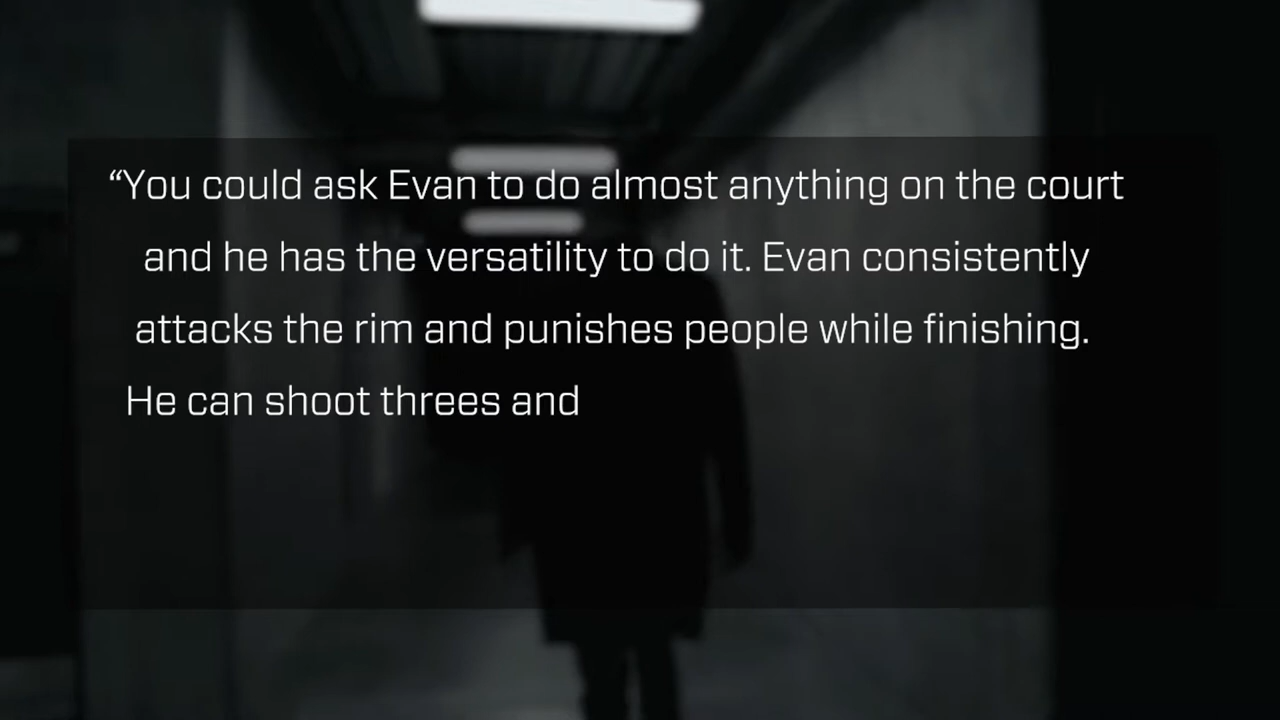 “You could ask Evan to do almost anything on the court
and he has the versatility to do it. Evan consistently
attacks the rim and punishes people while finishing.
He can shoot threes and